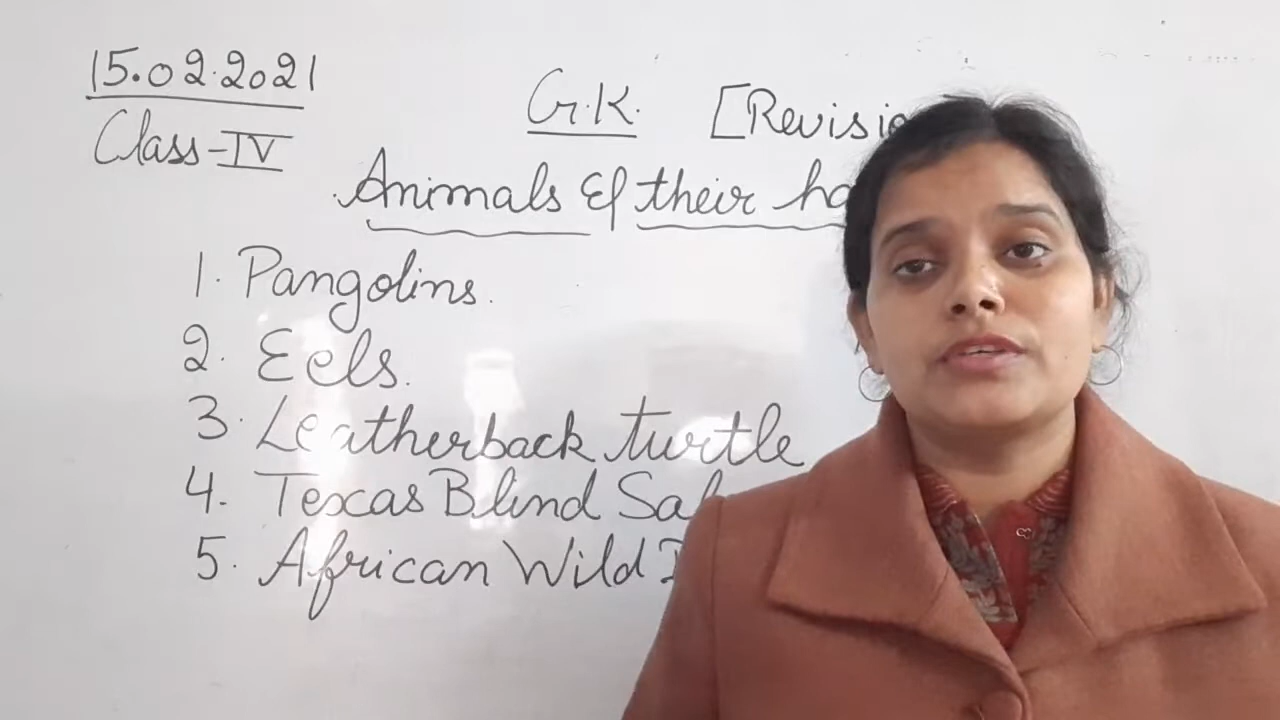 15.02.2021
G.K. [Revisio
Class-IV
Animals & their ha
1. Pangolins.
2. Eels.
3. Leatherback turtle
4. Texas Blind Sal
5. African Wild D